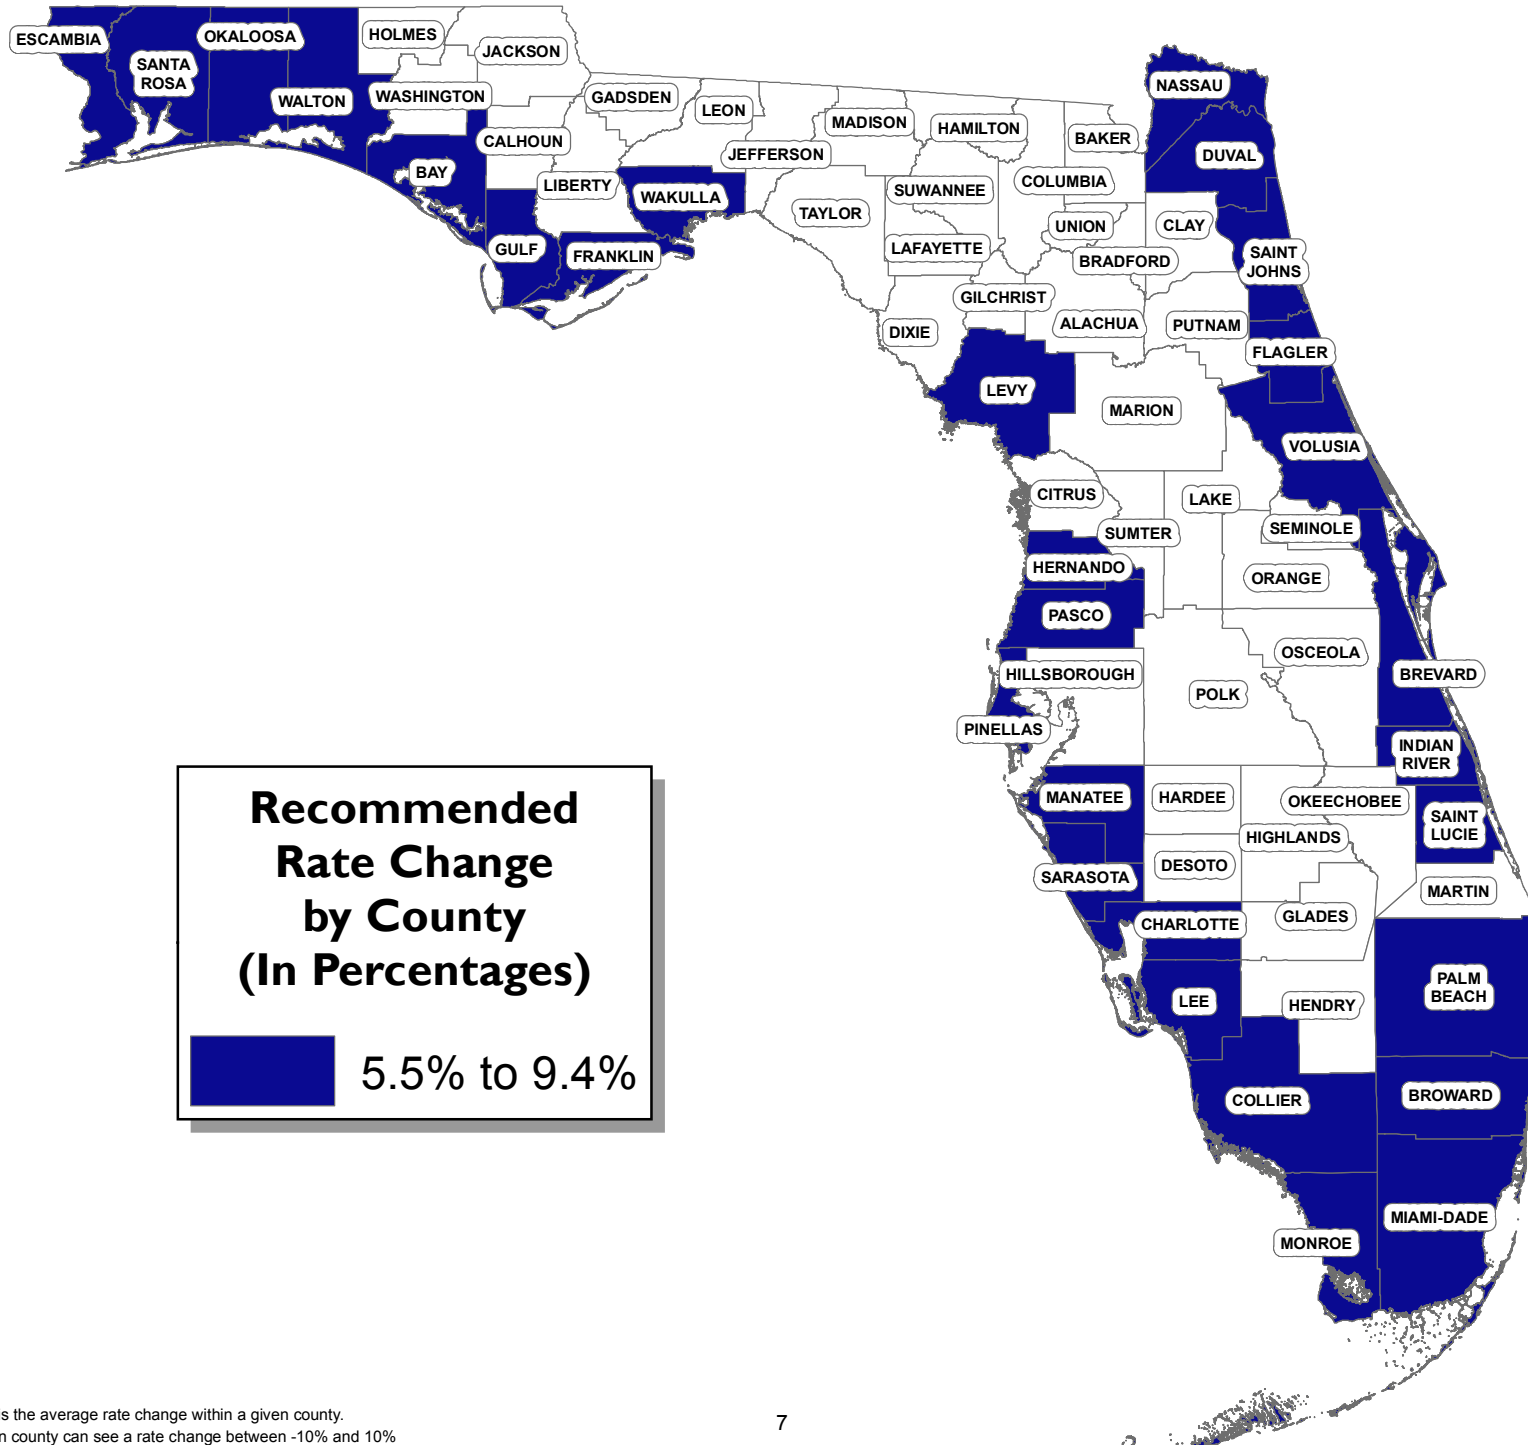 ESCAMBIA
SANTA
ROSA
OKALOOSA
WALTON
HOLMES
JACKSON
WASHINGTON
BAY
CALHOUN
GULF
GADSDEN
LIBERTY
FRANKLIN
LEON
WAKULLA
JEFFERSON
MADISON
TAYLOR
HAMILTON
SUWANNEE
LAFAYETTE
DIXIE
GILCHRIST
COLUMBIA
BAKER
UNION
BRADFORD
ALACHUA
NASSAU
DUVAL
CLAY
SAINT
JOHNS
PUTNAM
FLAGLER
LEVY
MARION
VOLUSIA
CITRUS
SUMTER
LAKE
SEMINOLE
HERNANDO
ORANGE
PASCO
OSCEOLA
HILLSBOROUGH
POLK
BREVARD
PINELLAS
INDIAN
RIVER
MANATEE
HARDEE
OKEECHOBEE
SAINT
LUCIE
HIGHLANDS
DESOTO
SARASOTA
MARTIN
CHARLOTTE
GLADES
LEE
HENDRY
PALM
BEACH
COLLIER
BROWARD
MIAMI-DADE
MONROE
Recommended
Rate Change
by County
(In Percentages)
5.5% to 9.4%
is the average rate change within a given county.
county can see a rate change between -10% and 10%
7